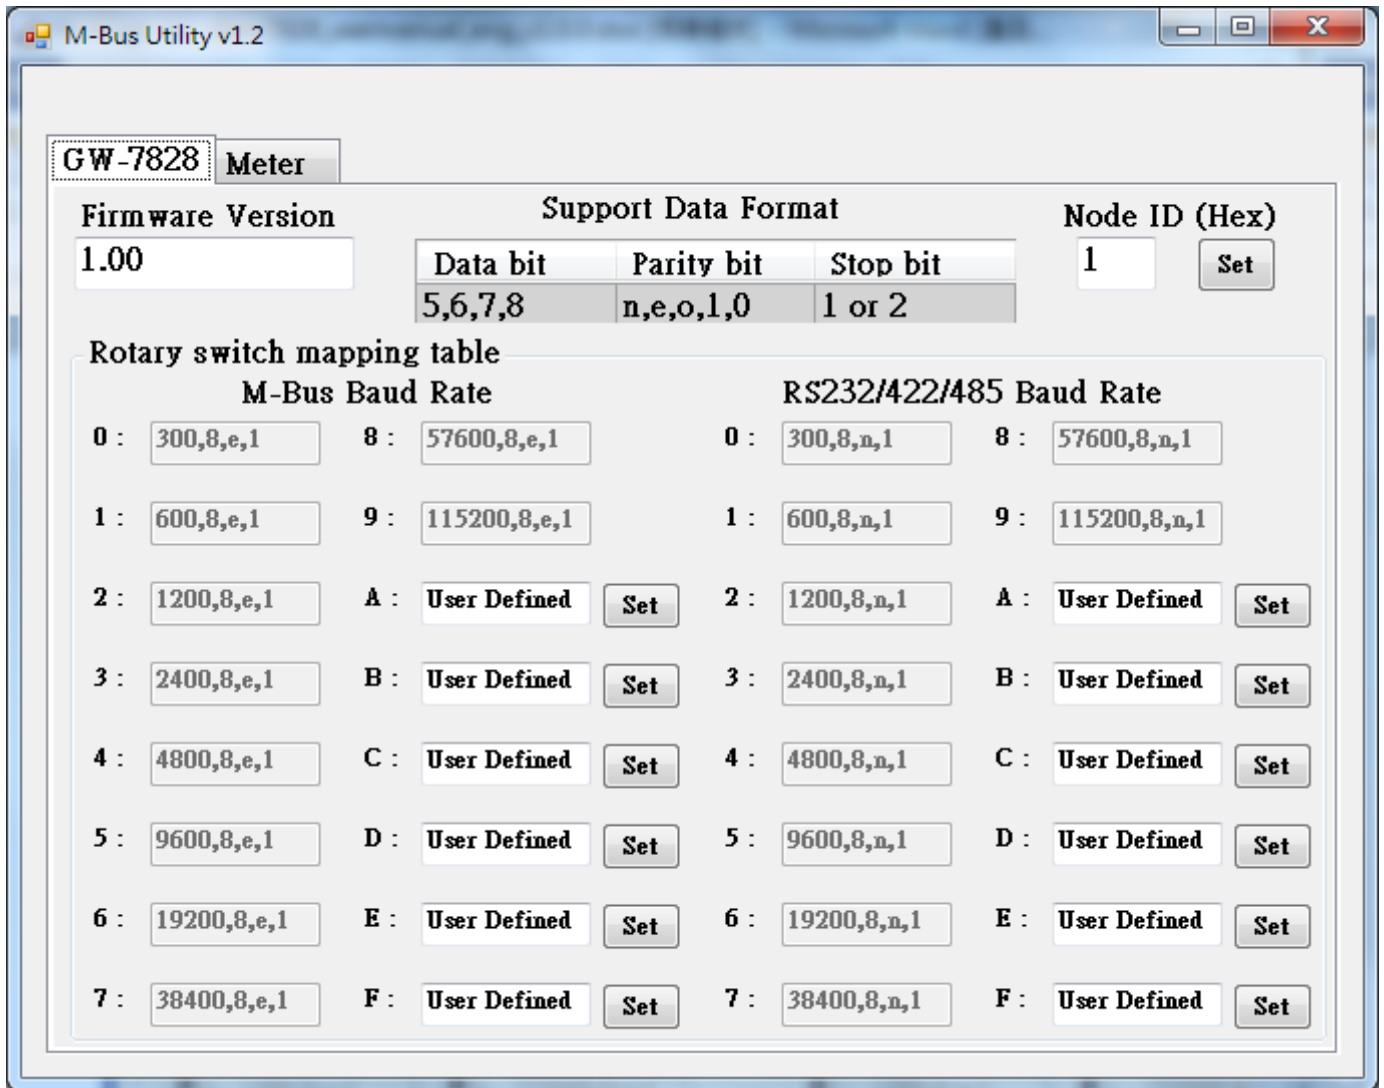 M-Bus Utility v1.2
GW-7828 Meter
Firmware Version Support Data Format Node ID (Hex)
1.00 Data bit Parity bit Stop bit 1 Set
5,6,7,8 n,e,o,1,0 1 or 2
Rotary switch mapping table
M-Bus Baud Rate RS232/422/485 Baud Rate
0 : 300,8,e,1 8 : 57600,8,e,1 0 : 300,8,n,1 8 : 57600,8,n,1
1 : 600,8,e,1 9 : 115200,8,e,1 1 : 600,8,n,1 9 : 115200,8,n,1
2 : 1200,8,e,1 A : User Defined Set 2 : 1200,8,n,1 A : User Defined Set
3 : 2400,8,e,1 B : User Defined Set 3 : 2400,8,n,1 B : User Defined Set
4 : 4800,8,e,1 C : User Defined Set 4 : 4800,8,n,1 C : User Defined Set
5 : 9600,8,e,1 D : User Defined Set 5 : 9600,8,n,1 D : User Defined Set
6 : 19200,8,e,1 E : User Defined Set 6 : 19200,8,n,1 E : User Defined Set
7 : 38400,8,e,1 F : User Defined Set 7 : 38400,8,n,1 F : User Defined Set